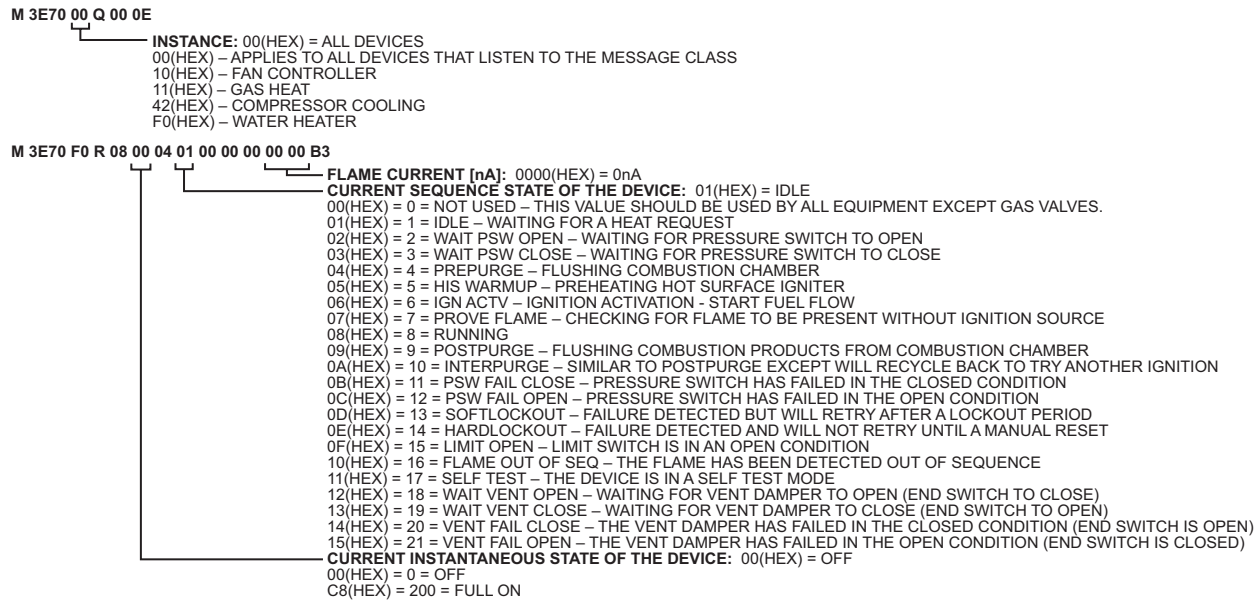 M 3E70 00 Q 00 0E
INSTANCE: 00(HEX) = ALL DEVICES
00(HEX) – APPLIES TO ALL DEVICES THAT LISTEN TO THE MESSAGE CLASS
10(HEX) – FAN CONTROLLER
11(HEX) – GAS HEAT
42(HEX) – COMPRESSOR COOLING
F0(HEX) – WATER HEATER
M 3E70 F0 R 08 00 04 01 00 00 00 00 00 B3
FLAME CURRENT [nA]: 0000(HEX) = 0nA
CURRENT SEQUENCE STATE OF THE DEVICE: 01(HEX) = IDLE
00(HEX) = 0 = NOT USED – THIS VALUE SHOULD BE USED BY ALL EQUIPMENT EXCEPT GAS VALVES.
01(HEX) = 1 = IDLE – WAITING FOR A HEAT REQUEST
02(HEX) = 2 = WAIT PSW OPEN – WAITING FOR PRESSURE SWITCH TO OPEN
03(HEX) = 3 = WAIT PSW CLOSE – WAITING FOR PRESSURE SWITCH TO CLOSE
04(HEX) = 4 = PREPURGE – FLUSHING COMBUSTION CHAMBER
05(HEX) = 5 = HIS WARMUP – PREHEATING HOT SURFACE IGNITER
06(HEX) = 6 = IGN ACTV – IGNITION ACTIVATION - START FUEL FLOW
07(HEX) = 7 = PROVE FLAME – CHECKING FOR FLAME TO BE PRESENT WITHOUT IGNITION SOURCE
08(HEX) = 8 = RUNNING
09(HEX) = 9 = POSTPURGE – FLUSHING COMBUSTION PRODUCTS FROM COMBUSTION CHAMBER
0A(HEX) = 10 = INTERPURGE – SIMILAR TO POSTPURGE EXCEPT WILL RECYCLE BACK TO TRY ANOTHER IGNITION
0B(HEX) = 11 = PSW FAIL CLOSE – PRESSURE SWITCH HAS FAILED IN THE CLOSED CONDITION
0C(HEX) = 12 = PSW FAIL OPEN – PRESSURE SWITCH HAS FAILED IN THE OPEN CONDITION
0D(HEX) = 13 = SOFTLOCKOUT – FAILURE DETECTED BUT WILL RETRY AFTER A LOCKOUT PERIOD
0E(HEX) = 14 = HARDLOCKOUT – FAILURE DETECTED AND WILL NOT RETRY UNTIL A MANUAL RESET
0F(HEX) = 15 = LIMIT OPEN – LIMIT SWITCH IS IN AN OPEN CONDITION
10(HEX) = 16 = FLAME OUT OF SEQ – THE FLAME HAS BEEN DETECTED OUT OF SEQUENCE
11(HEX) = 17 = SELF TEST – THE DEVICE IS IN A SELF TEST MODE
12(HEX) = 18 = WAIT VENT OPEN – WAITING FOR VENT DAMPER TO OPEN (END SWITCH TO CLOSE)
13(HEX) = 19 = WAIT VENT CLOSE – WAITING FOR VENT DAMPER TO CLOSE (END SWITCH TO OPEN)
14(HEX) = 20 = VENT FAIL CLOSE – THE VENT DAMPER HAS FAILED IN THE CLOSED CONDITION (END SWITCH IS OPEN)
15(HEX) = 21 = VENT FAIL OPEN – THE VENT DAMPER HAS FAILED IN THE OPEN CONDITION (END SWITCH IS CLOSED)
CURRENT INSTANTANEOUS STATE OF THE DEVICE: 00(HEX) = OFF
00(HEX) = 0 = OFF
C8(HEX) = 200 = FULL ON